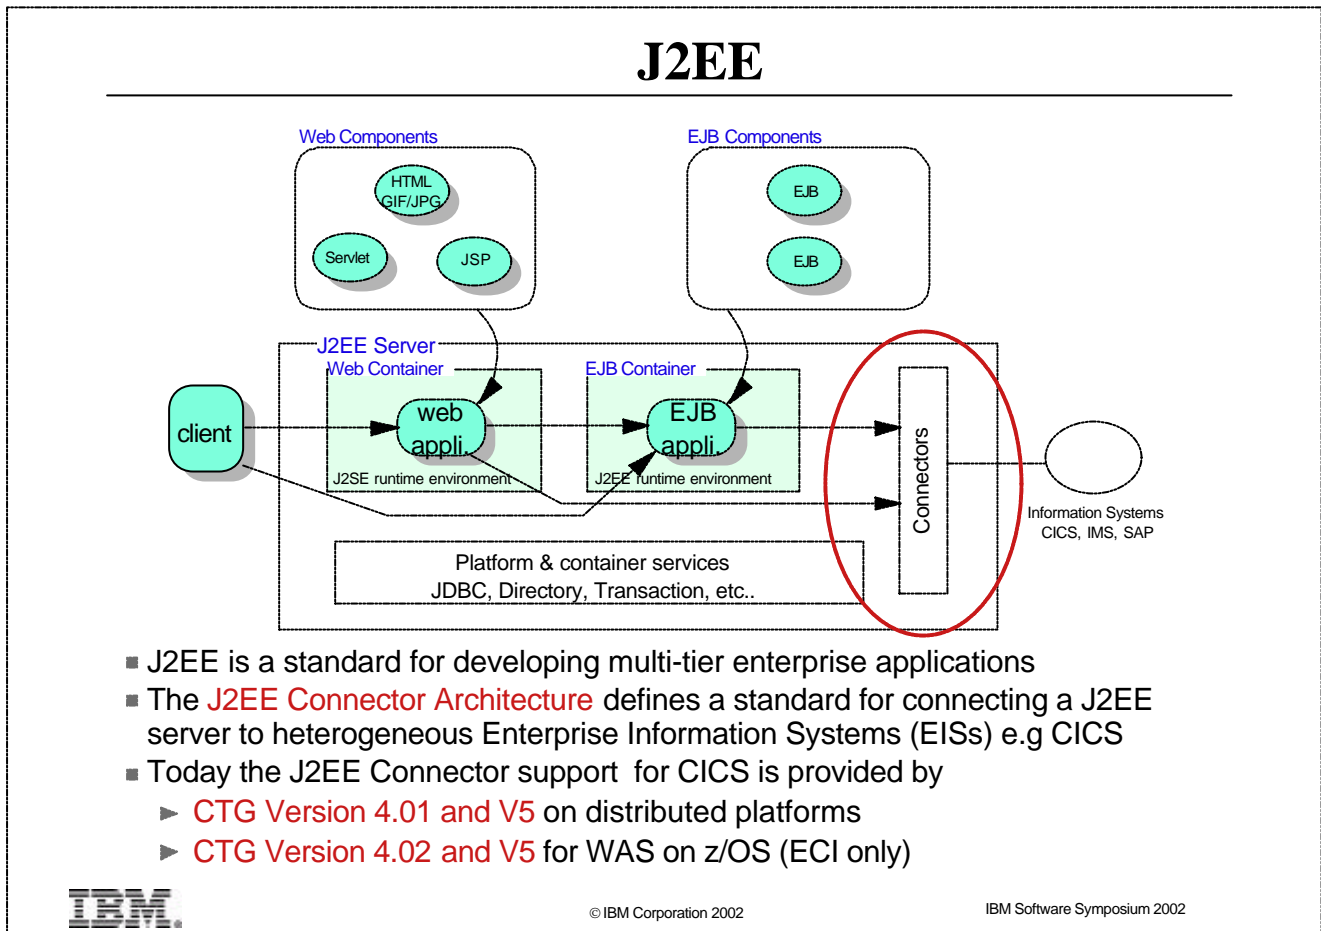 J2EE
Web Components
EJB Components
HTML
GIF/JPG
Servlet
JSP
EJB
EJB
J2EE Server
Web Container
EJB Container
client
web
appli.
EJB
appli.
J2SE runtime environment
J2EE runtime environment
Connectors
Information Systems
CICS, IMS, SAP
Platform & container services
JDBC, Directory, Transaction, etc..
J2EE is a standard for developing multi-tier enterprise applications
The J2EE Connector Architecture defines a standard for connecting a J2EE
server to heterogeneous Enterprise Information Systems (EISs) e.g CICS
Today the J2EE Connector support for CICS is provided by
CTG Version 4.01 and V5 on distributed platforms
CTG Version 4.02 and V5 for WAS on z/OS (ECI only)
IBM.
© IBM Corporation 2002
IBM Software Symposium 2002